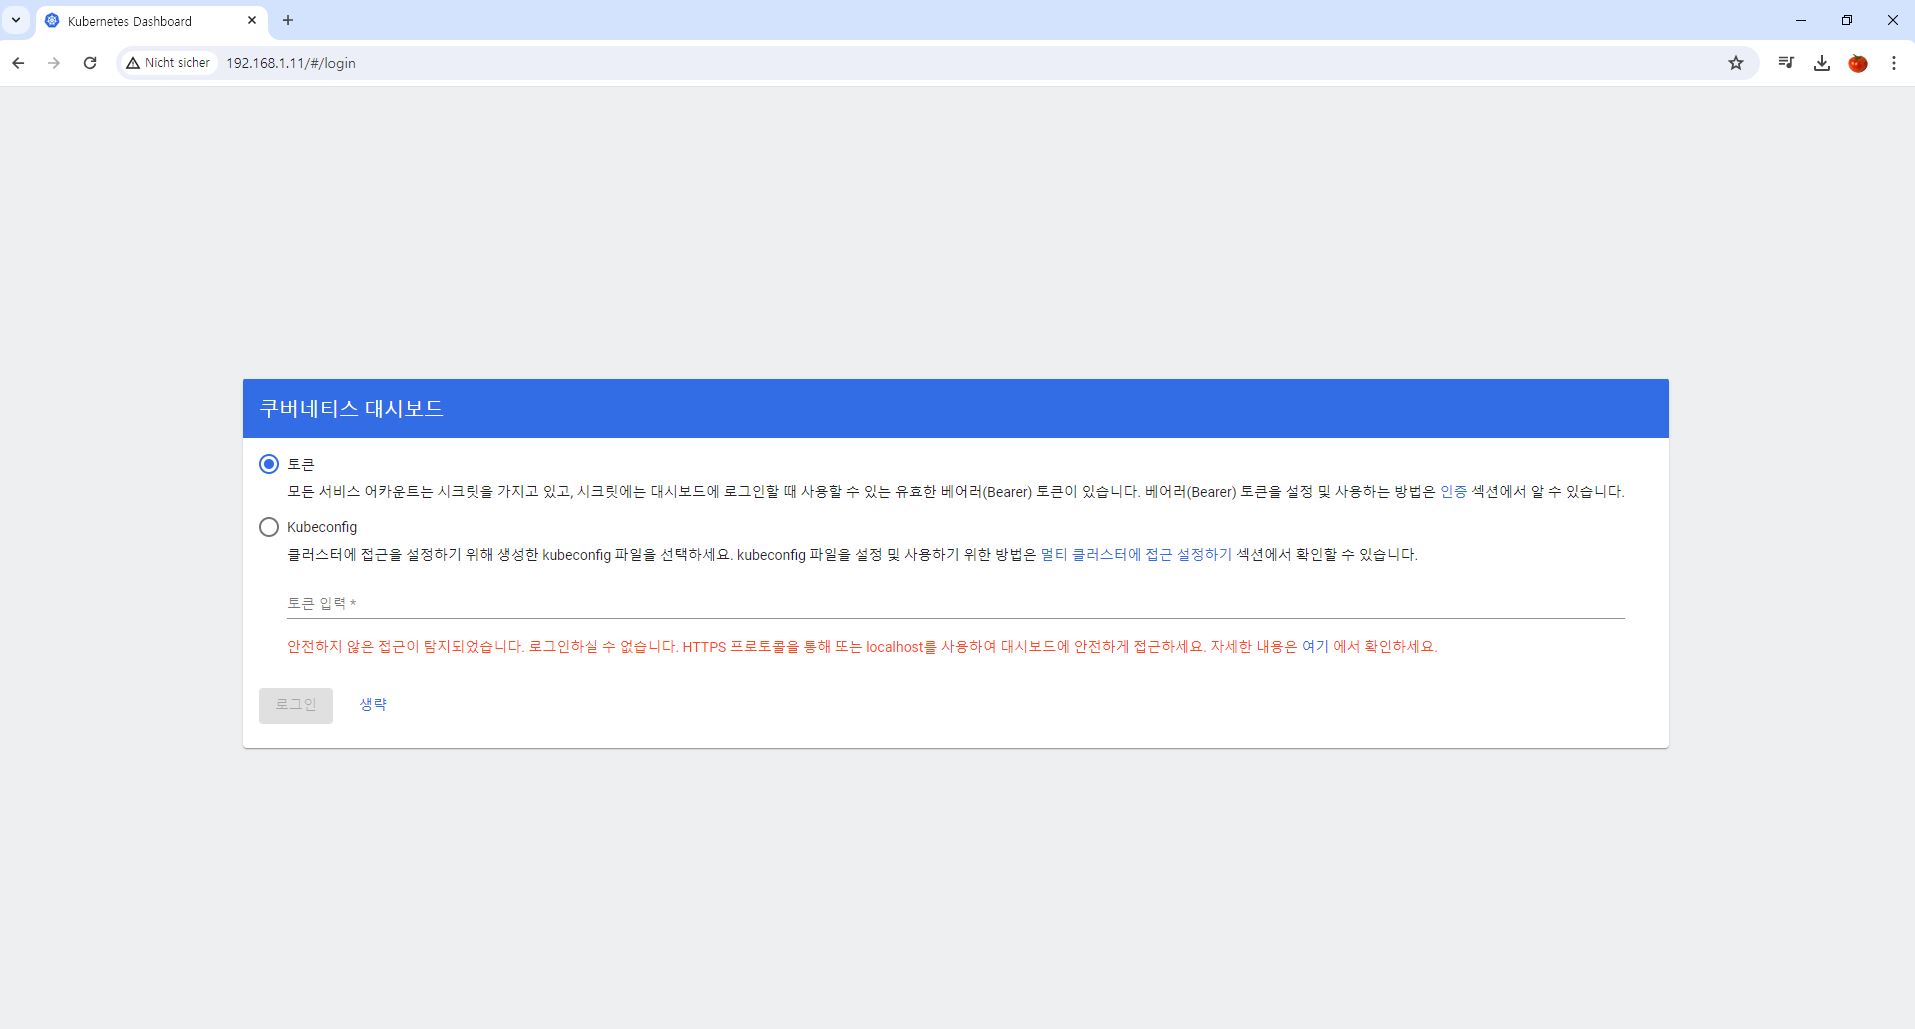 Kubernetes Dashboard
Nicht sicher 192.168.1.11/#/login
쿠버네티스 대시보드
토큰
모든 서비스 어카운트는 시크릿을 가지고 있고, 시크릿에는 대시보드에 로그인할 때 사용할 수 있는 유효한 베어러(Bearer) 토큰이 있습니다. 베어러(Bearer) 토큰을 설정 및 사용하는 방법은 인증 섹션에서 알 수 있습니다.
Kubeconfig
클러스터에 접근을 설정하기 위해 생성한 kubeconfig 파일을 선택하세요. kubeconfig 파일을 설정 및 사용하기 위한 방법은 멀티 클러스터에 접근 설정하기 섹션에서 확인할 수 있습니다.
토큰 입력 *
안전하지 않은 접근이 탐지되었습니다. 로그인하실 수 없습니다. HTTPS 프로토콜을 통해 또는 localhost를 사용하여 대시보드에 안전하게 접근하세요. 자세한 내용은 여기 에서 확인하세요.
로그인 생략